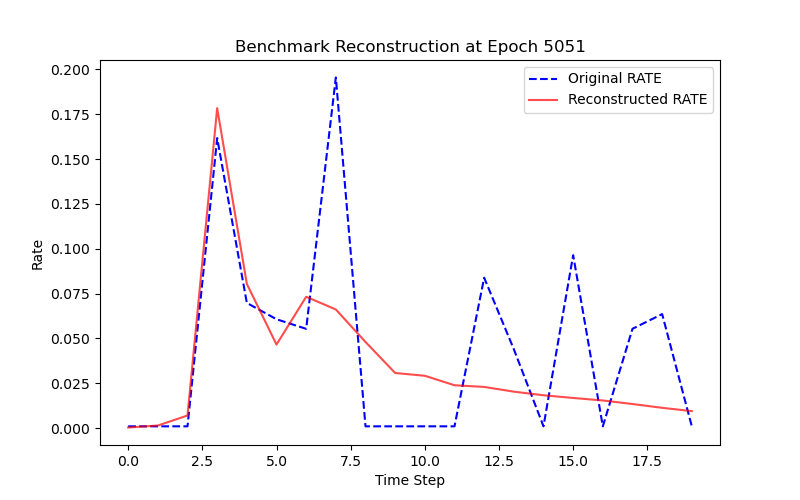 Benchmark Reconstruction at Epoch 5051
Original RATE
Reconstructed RATE
0.200
0.175
0.150
0.125
0.100
0.075
0.050
0.025
0.000
Rate
0.0 2.5 5.0 7.5 10.0 12.5 15.0 17.5
Time Step